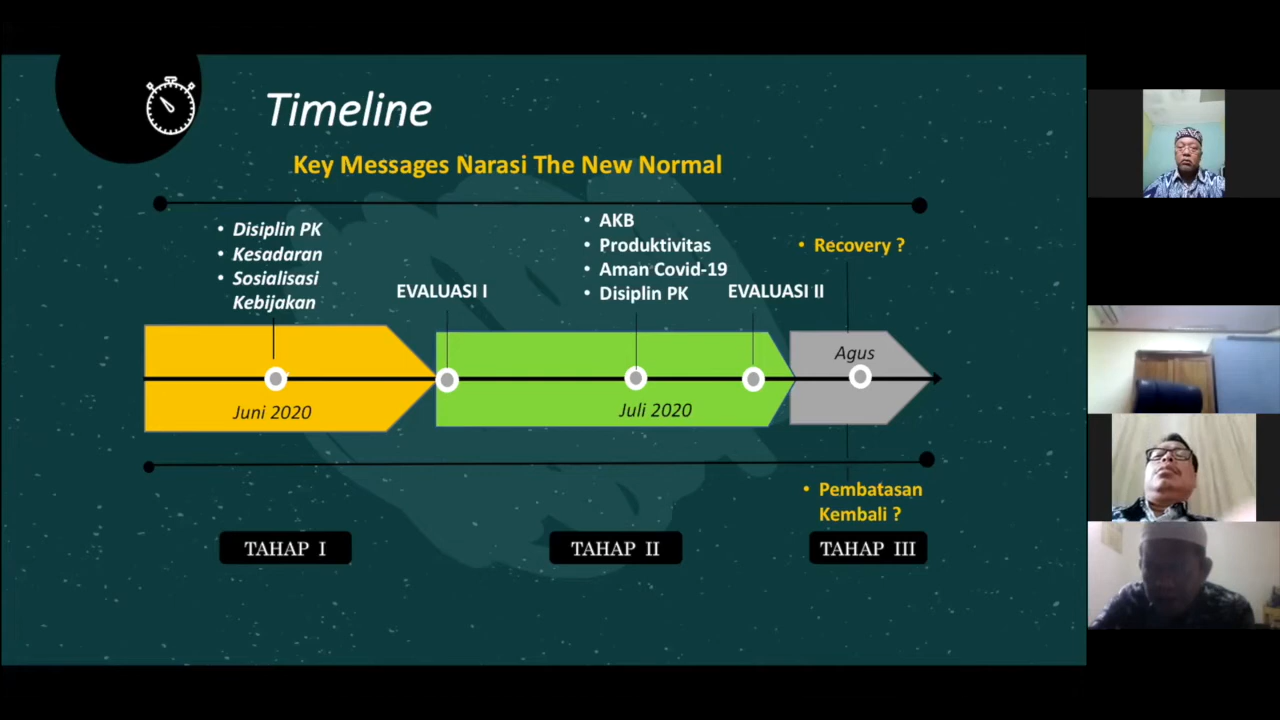 Timeline
Key Messages Narasi The New Normal
• Disiplin PK
• Kesadaran
• Sosialisasi
Kebijakan
EVALUASI I
• AKB
• Produktivitas
• Aman Covid-19
• Disiplin PK
EVALUASI II
• Recovery ?
Juni 2020
Juli 2020
Agus
• Pembatasan
Kembali ?
TAHAP I
TAHAP II
TAHAP III